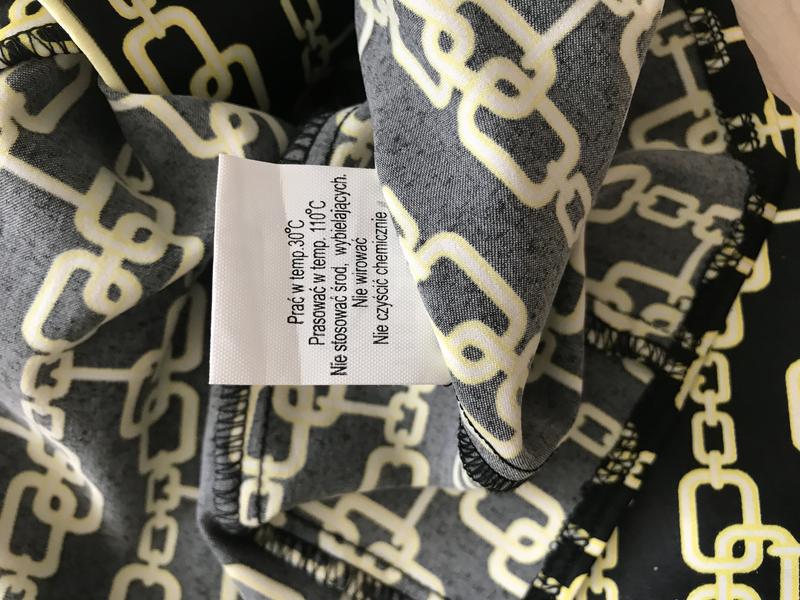 Prać w temp.30°C
Prasować w temp. 110°C
Nie stosować środ. wybielających.
Nie wirować
Nie czyścić chemicznie